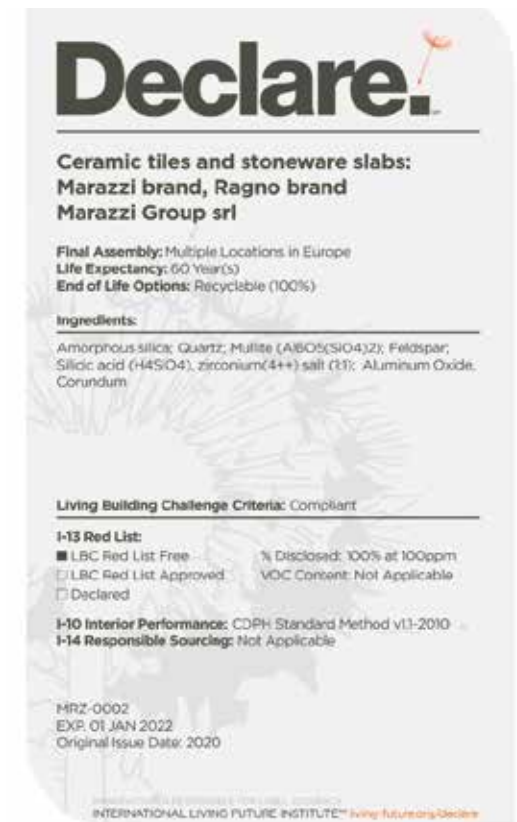 Declare.
Ceramic tiles and stoneware slabs:
Marazzi brand, Ragno brand
Marazzi Group srl
Final Assembly: Multiple Locations in Europe
Life Expectancy: 60 Year(s)
End of Life Options: Recyclable (100%)
Ingredients:
Amorphous silica; Quartz; Mullite (Al6O5(SiO4)2); Feldspar;
Silicic acid (H4SiO4), zirconium(4++) salt (1:1); Aluminum Oxide,
Corundum
Living Building Challenge Criteria: Compliant
I-13 Red List:
■ LBC Red List Free % Disclosed: 100% at 100ppm
□ LBC Red List Approved VOC Content: Not Applicable
□ Declared
I-10 Interior Performance: CDPH Standard Method v1.1-2010
I-14 Responsible Sourcing: Not Applicable
MRZ-0002
EXP. 01 JAN 2022
Original Issue Date: 2020
INTERNATIONAL LIVING FUTURE INSTITUTE℠ living-future.org/declare